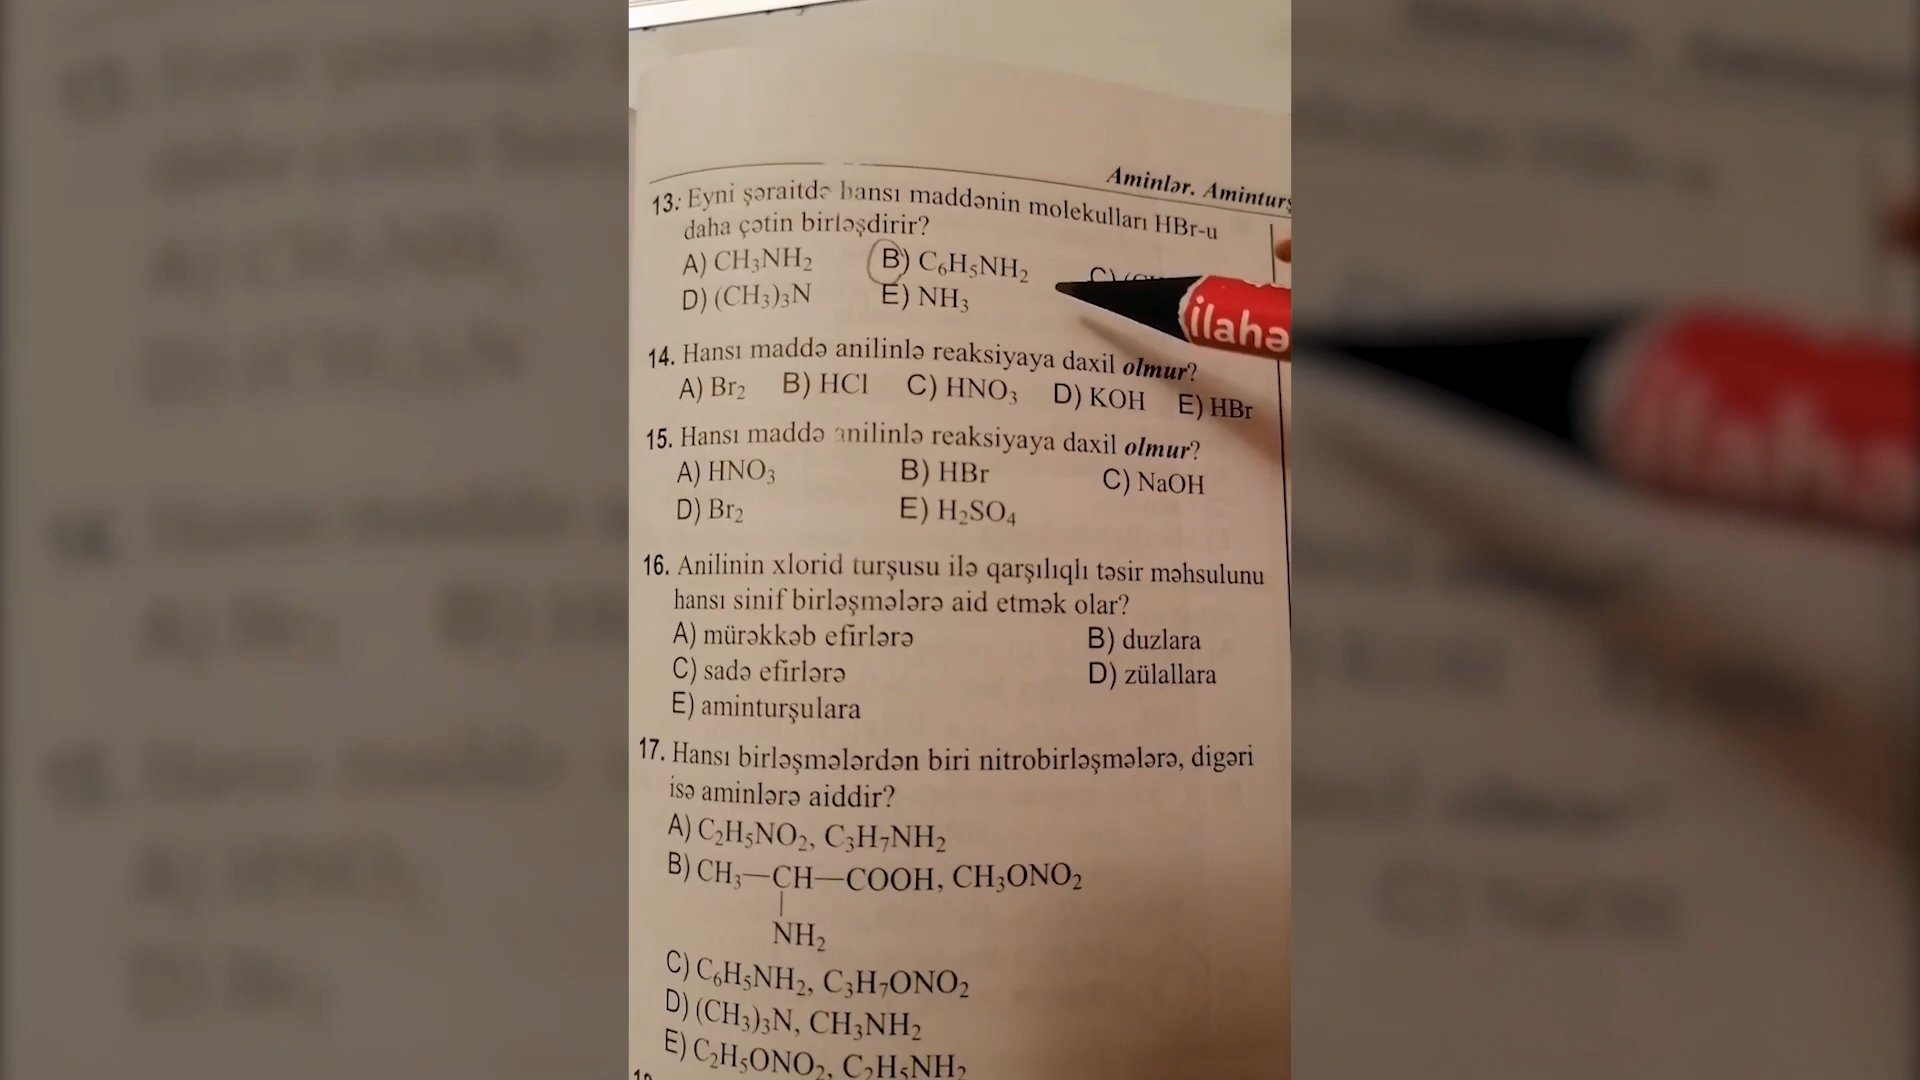 Aminlər. Amintur
13. Eyni şəraitdə hansı maddənin molekulları HBr-u
daha çətin birləşdirir?
A) CH₃NH₂ B) C₆H₅NH₂ C)
D) (CH₃)₃N E) NH₃
ilahə
14. Hansı maddə anilinlə reaksiyaya daxil olmur?
A) Br₂ B) HCl C) HNO₃ D) KOH E) HBr
15. Hansı maddə anilinlə reaksiyaya daxil olmur?
A) HNO₃ B) HBr C) NaOH
D) Br₂ E) H₂SO₄
16. Anilinin xlorid turşusu ilə qarşılıqlı təsir məhsulunu
hansı sinif birləşmələrə aid etmək olar?
A) mürəkkəb efirlərə B) duzlara
C) sadə efirlərə D) zülallara
E) aminturşulara
17. Hansı birləşmələrdən biri nitrobirləşmələrə, digəri
isə aminlərə aiddir?
A) C₂H₅NO₂, C₃H₇NH₂
B) CH₃—CH—COOH, CH₃ONO₂
|
NH₂
C) C₆H₅NH₂, C₃H₇ONO₂
D) (CH₃)₃N, CH₃NH₂
E) C₂H₅ONO₂, C₂H₅NH₂